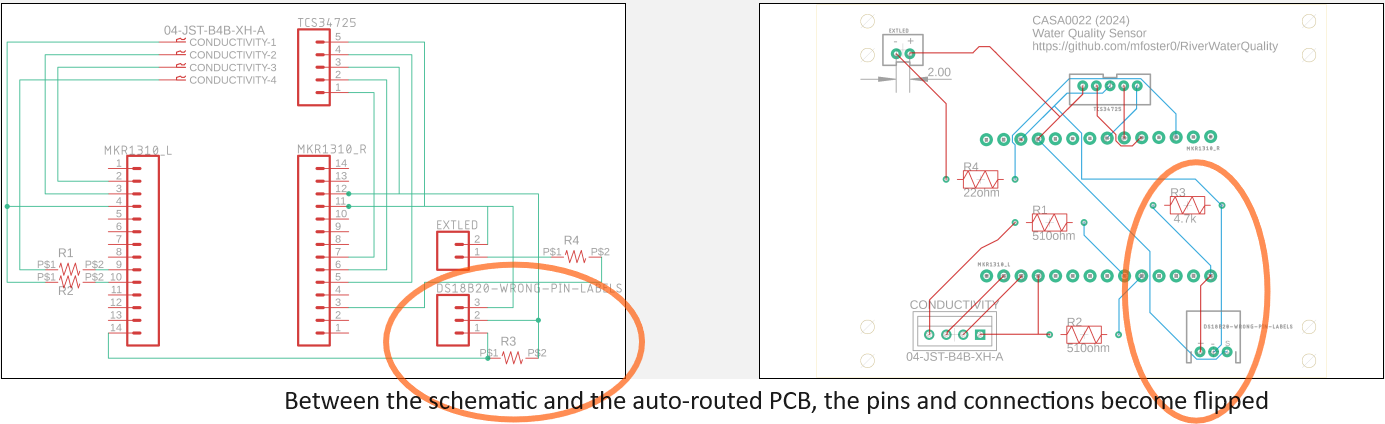 04-JST-B4B-XH-A
CONDUCTIVITY-1
CONDUCTIVITY-2
CONDUCTIVITY-3
CONDUCTIVITY-4
TCS34725
5
4
3
2
1
MKR1310_L
1
2
3
4
5
6
7
8
9
10
11
12
13
14
R1
P$1 P$2
P$1 P$2
R2
MKR1310_R
14
13
12
11
10
9
8
7
6
5
4
3
2
1
EXTLED
2
1
R4
P$1 P$2
DS18B20-WRONG-PIN-LABELS
3
2
1
R3
P$1 P$2
CASA0022 (2024)
Water Quality Sensor
https://github.com/mfoster0/RiverWaterQuality
EXTLED
- +
2.00
TCS34725
MKR1310_R
R4
22ohm
R3
4.7k
R1
510ohm
MKR1310_L
CONDUCTIVITY
04-JST-B4B-XH-A
R2
510ohm
DS18B20-WRONG-PIN-LABELS
Between the schematic and the auto-routed PCB, the pins and connections become flipped